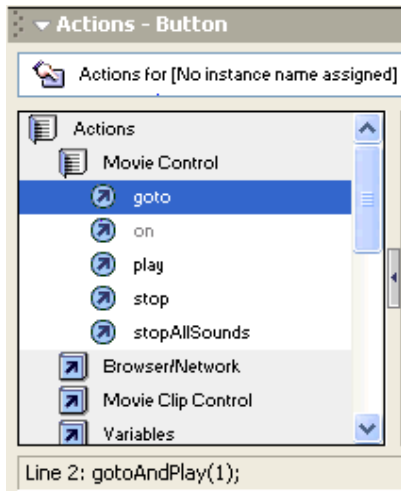 Actions - Button
Actions for [No instance name assigned]
Actions
Movie Control
goto
on
play
stop
stopAllSounds
Browser/Network
Movie Clip Control
Variables
Line 2: gotoAndPlay(1);